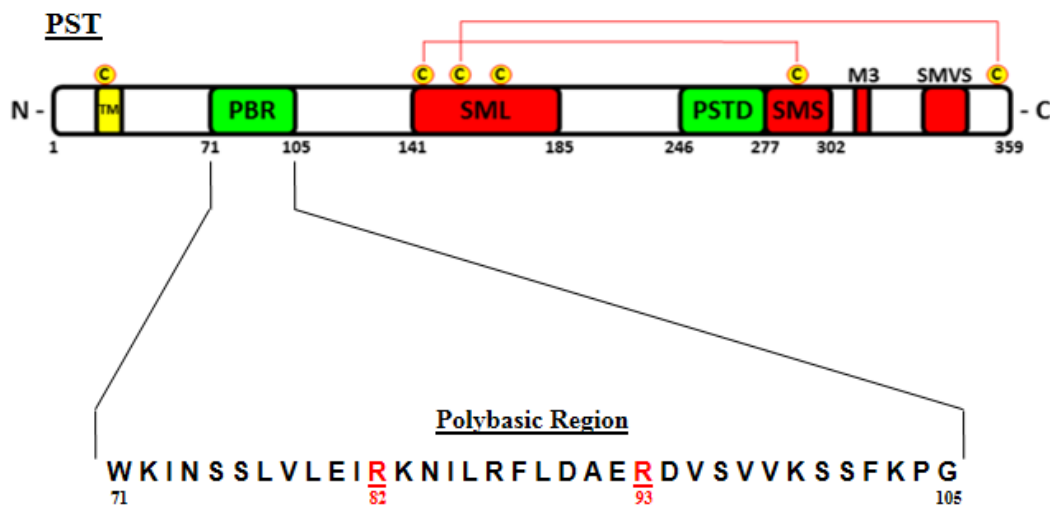 PST
C C C C C M3 SMVS C
N - TM PBR SML PSTD SMS - C
1 71 105 141 185 246 277 302 359
Polybasic Region
W K I N S S L V L E I R K N I L R F L D A E R D V S V V K S S F K P G
71 82 93 105